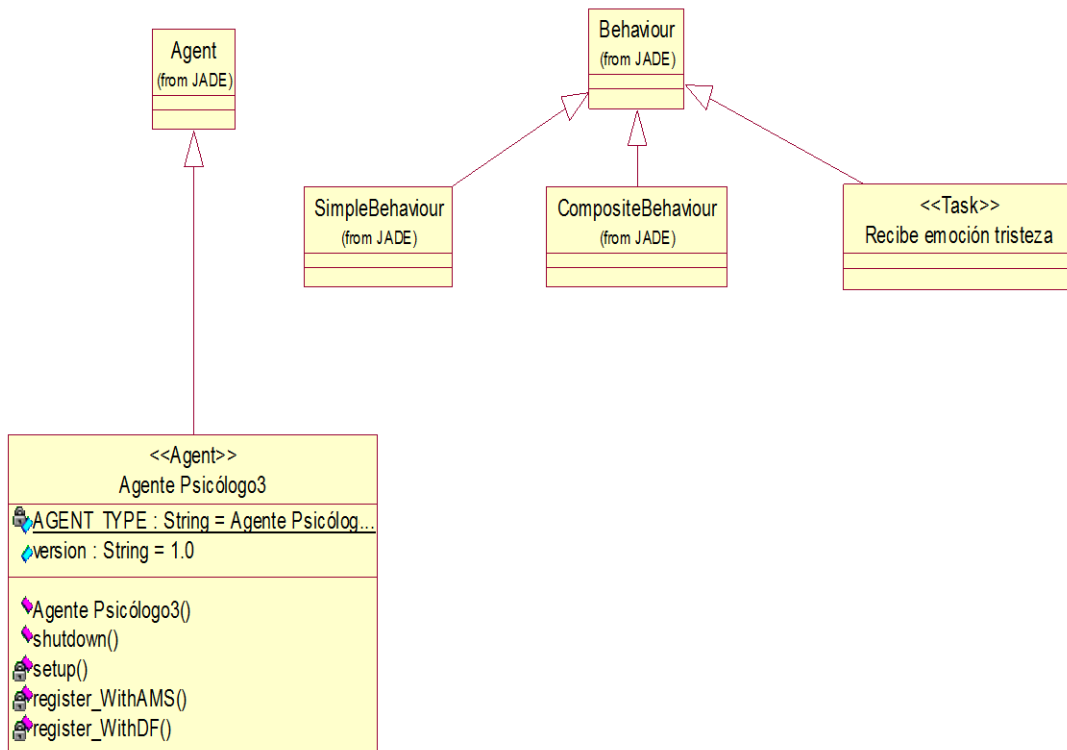 Agent
(from JADE)
Behaviour
(from JADE)
SimpleBehaviour
(from JADE)
CompositeBehaviour
(from JADE)
<<Task>>
Recibe emoción tristeza
<<Agent>>
Agente Psicólogo3
AGENT_TYPE : String = Agente Psicólog...
version : String = 1.0
Agente Psicólogo3()
shutdown()
setup()
register_WithAMS()
register_WithDF()